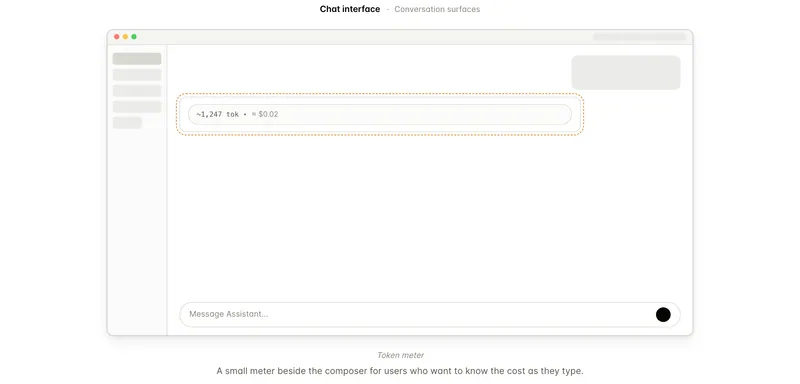 Chat interface · Conversation surfaces
~1,247 tok • ≈ $0.02
Message Assistant...
Token meter
A small meter beside the composer for users who want to know the cost as they type.